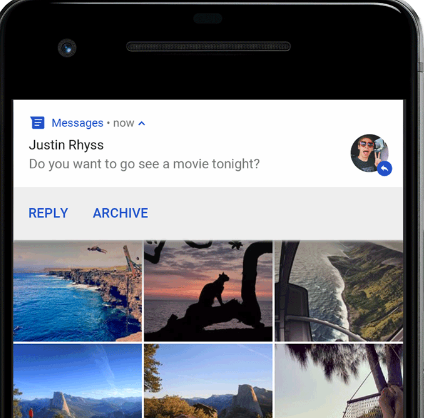 Messages • now
Justin Rhyss
Do you want to go see a movie tonight?
REPLY ARCHIVE